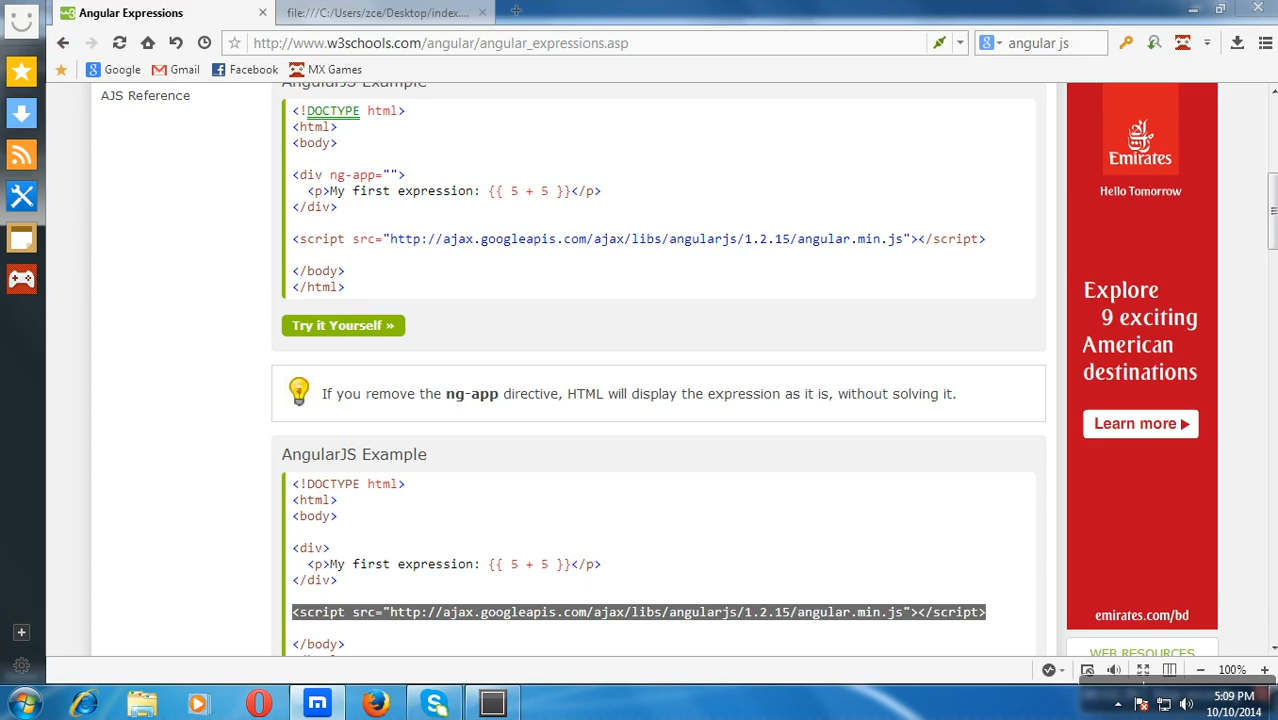 Angular Expressions
file:///C:/Users/zce/Desktop/index....
http://www.w3schools.com/angular/angular_expressions.asp
angular js
Google
Gmail
Facebook
MX Games
AJS Reference
AngularJS Example
<!DOCTYPE html>
<html>
<body>
<div ng-app="">
<p>My first expression: {{ 5 + 5 }}</p>
</div>
<script src="http://ajax.googleapis.com/ajax/libs/angularjs/1.2.15/angular.min.js"></script>
</body>
</html>
Try it Yourself »
If you remove the ng-app directive, HTML will display the expression as it is, without solving it.
AngularJS Example
<!DOCTYPE html>
<html>
<body>
<div>
<p>My first expression: {{ 5 + 5 }}</p>
</div>
<script src="http://ajax.googleapis.com/ajax/libs/angularjs/1.2.15/angular.min.js"></script>
</body>
Emirates
Hello Tomorrow
Explore
9 exciting
American
destinations
Learn more
emirates.com/bd
WEB RESOURCES
100%
5:09 PM
10/10/2014